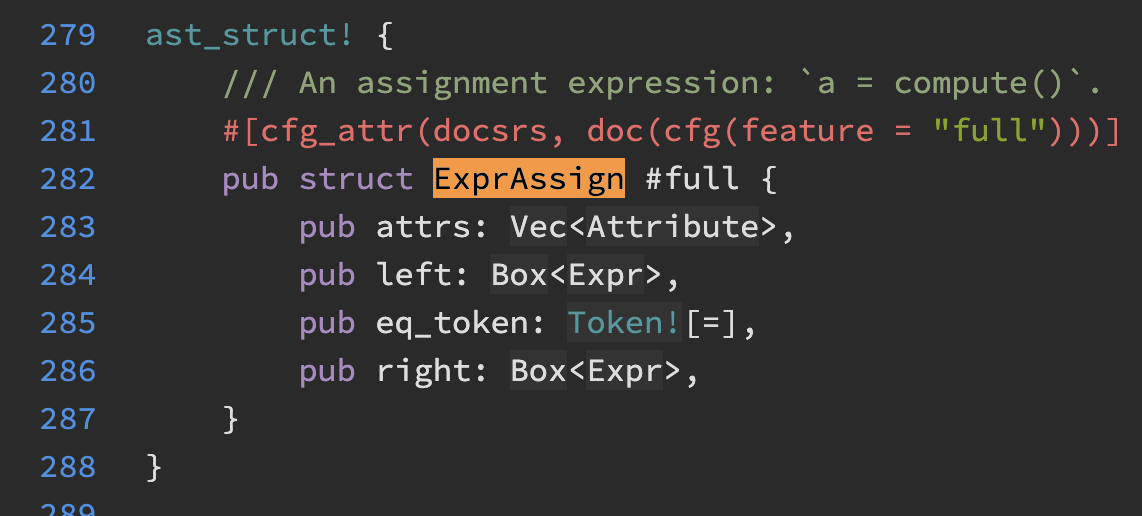 279 ast_struct! {
280 /// An assignment expression: `a = compute()`.
281 #[cfg_attr(docsrs, doc(cfg(feature = "full")))]
282 pub struct ExprAssign #full {
283 pub attrs: Vec<Attribute>,
284 pub left: Box<Expr>,
285 pub eq_token: Token![=],
286 pub right: Box<Expr>,
287 }
288 }
289